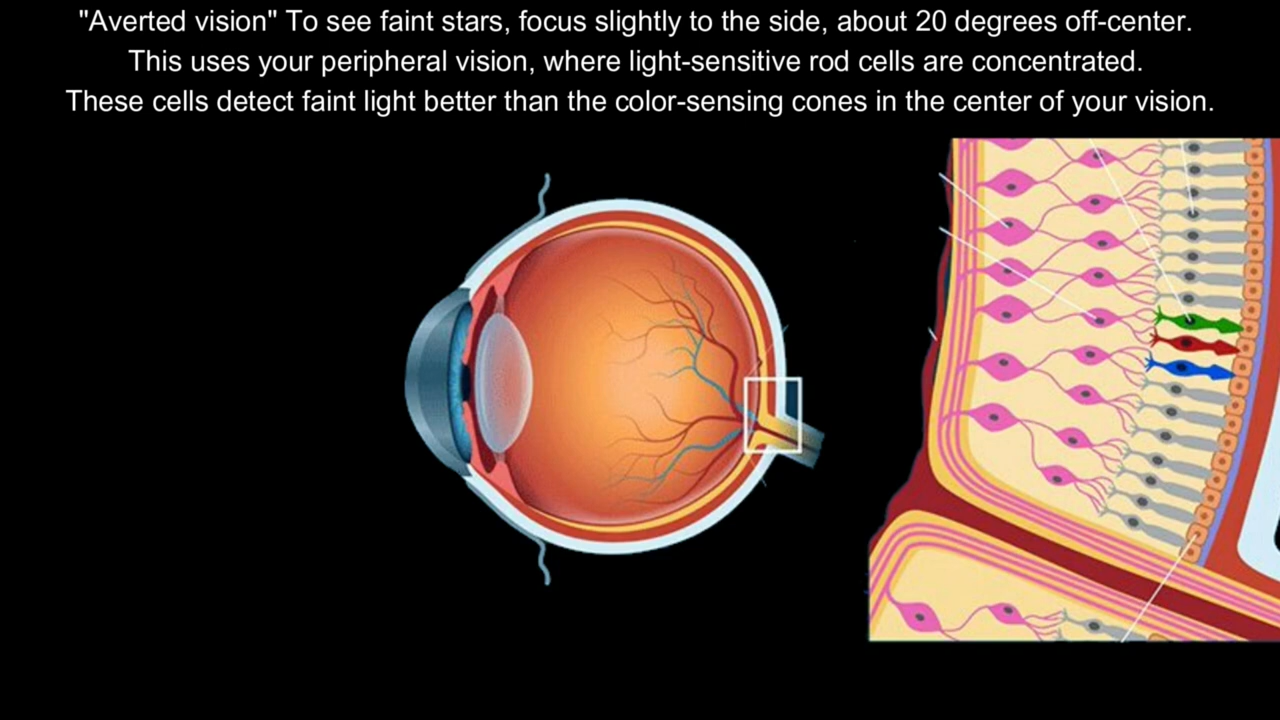 "Averted vision" To see faint stars, focus slightly to the side, about 20 degrees off-center.
This uses your peripheral vision, where light-sensitive rod cells are concentrated.
These cells detect faint light better than the color-sensing cones in the center of your vision.